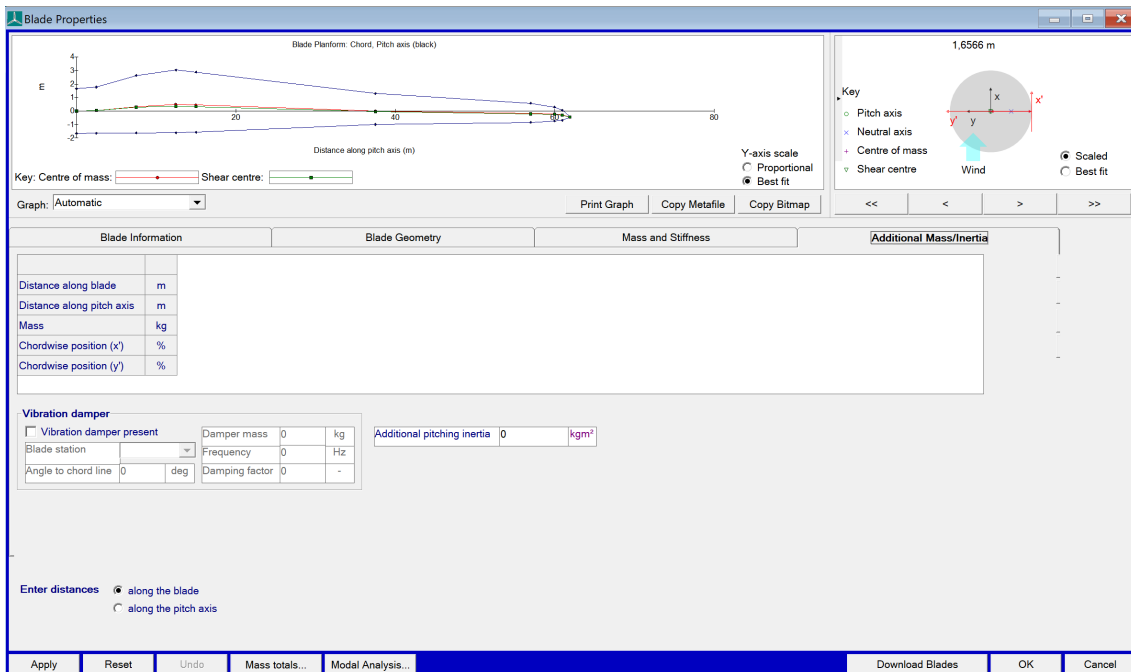 Blade Properties
Blade Planform: Chord, Pitch axis (black)
4
3
2
1
0
-1
-2
m
20
40
60
80
Distance along pitch axis (m)
Key: Centre of mass:
Shear centre:
Y-axis scale
Proportional
Best fit
1,6566 m
Key
Pitch axis
Neutral axis
Centre of mass
Shear centre
x
x'
y'
y
Wind
Scaled
Best fit
Graph: Automatic
Print Graph
Copy Metafile
Copy Bitmap
<<
<
>
>>
Blade Information
Blade Geometry
Mass and Stiffness
Additional Mass/Inertia
Distance along blade m
Distance along pitch axis m
Mass kg
Chordwise position (x') %
Chordwise position (y') %
Vibration damper
Vibration damper present
Blade station
Angle to chord line 0 deg
Damper mass 0 kg
Frequency 0 Hz
Damping factor 0 -
Additional pitching inertia 0 kgm²
Enter distances
along the blade
along the pitch axis
Apply
Reset
Undo
Mass totals...
Modal Analysis...
Download Blades
OK
Cancel